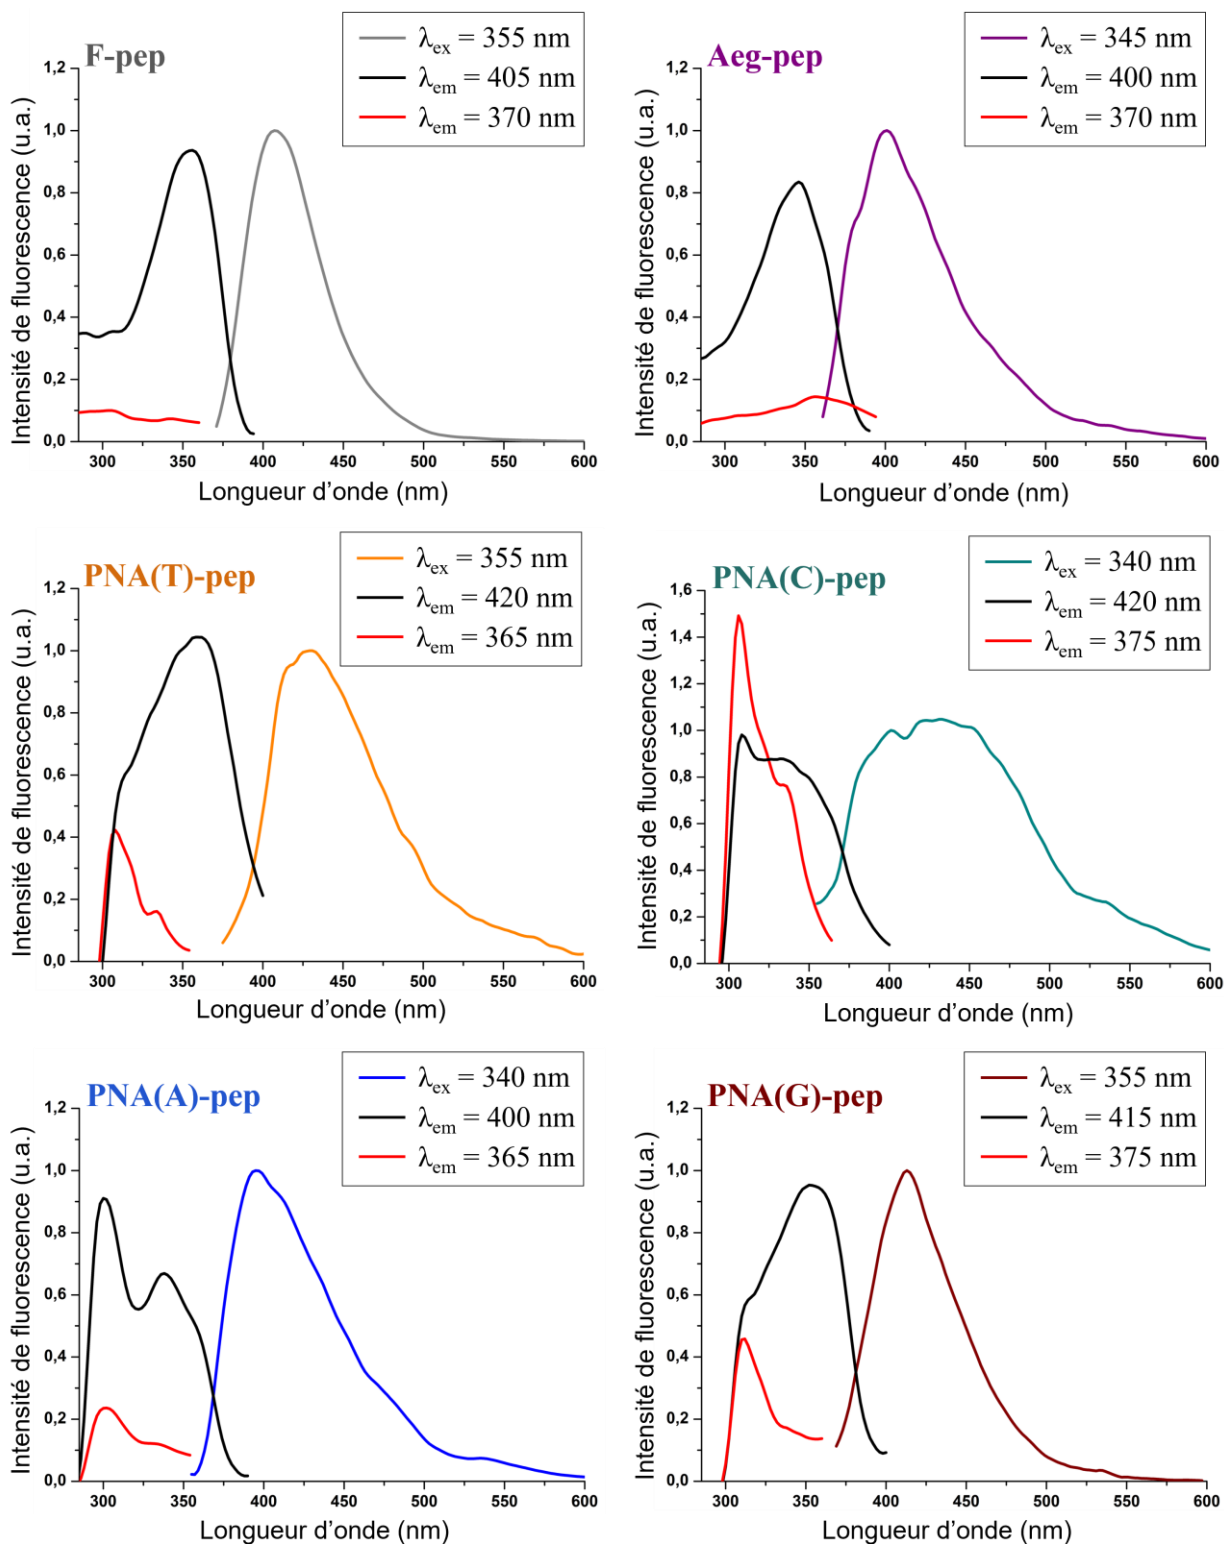 F-pep
λex = 355 nm
λem = 405 nm
λem = 370 nm
Intensité de fluorescence (u.a.)
1,2
1,0
0,8
0,6
0,4
0,2
0,0
300 350 400 450 500 550 600
Longueur d’onde (nm)
Aeg-pep
λex = 345 nm
λem = 400 nm
λem = 370 nm
Intensité de fluorescence (u.a.)
1,2
1,0
0,8
0,6
0,4
0,2
0,0
300 350 400 450 500 550 600
Longueur d’onde (nm)
PNA(T)-pep
λex = 355 nm
λem = 420 nm
λem = 365 nm
Intensité de fluorescence (u.a.)
1,2
1,0
0,8
0,6
0,4
0,2
0,0
300 350 400 450 500 550 600
Longueur d’onde (nm)
PNA(C)-pep
λex = 340 nm
λem = 420 nm
λem = 375 nm
Intensité de fluorescence (u.a.)
1,6
1,4
1,2
1,0
0,8
0,6
0,4
0,2
0,0
300 350 400 450 500 550 600
Longueur d’onde (nm)
PNA(A)-pep
λex = 340 nm
λem = 400 nm
λem = 365 nm
Intensité de fluorescence (u.a.)
1,2
1,0
0,8
0,6
0,4
0,2
0,0
300 350 400 450 500 550 600
Longueur d’onde (nm)
PNA(G)-pep
λex = 355 nm
λem = 415 nm
λem = 375 nm
Intensité de fluorescence (u.a.)
1,2
1,0
0,8
0,6
0,4
0,2
0,0
300 350 400 450 500 550 600
Longueur d’onde (nm)